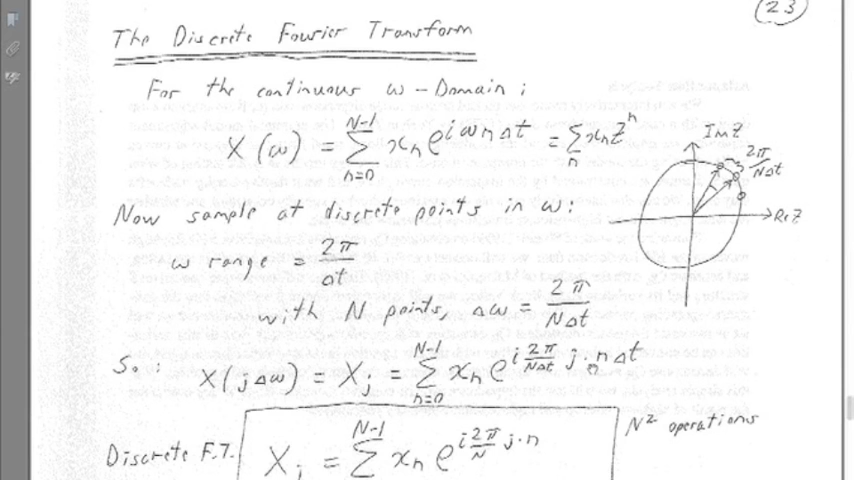 23
The Discrete Fourier Transform
For the continuous ω-Domain:
X(ω) = Σ_{n=0}^{N-1} x_n e^{iωnΔt} = Σ_n x_n Z^n
Im Z
2π/NΔt
Re Z
Now sample at discrete points in ω:
ω range = 2π/Δt
with N points, Δω = 2π/NΔt
So: X(jΔω) = X_j = Σ_{n=0}^{N-1} x_n e^{i 2π/NΔt j·nΔt}
N² operations
Discrete F.T. X_j = Σ^{N-1} x_n e^{i 2π/N j·n}